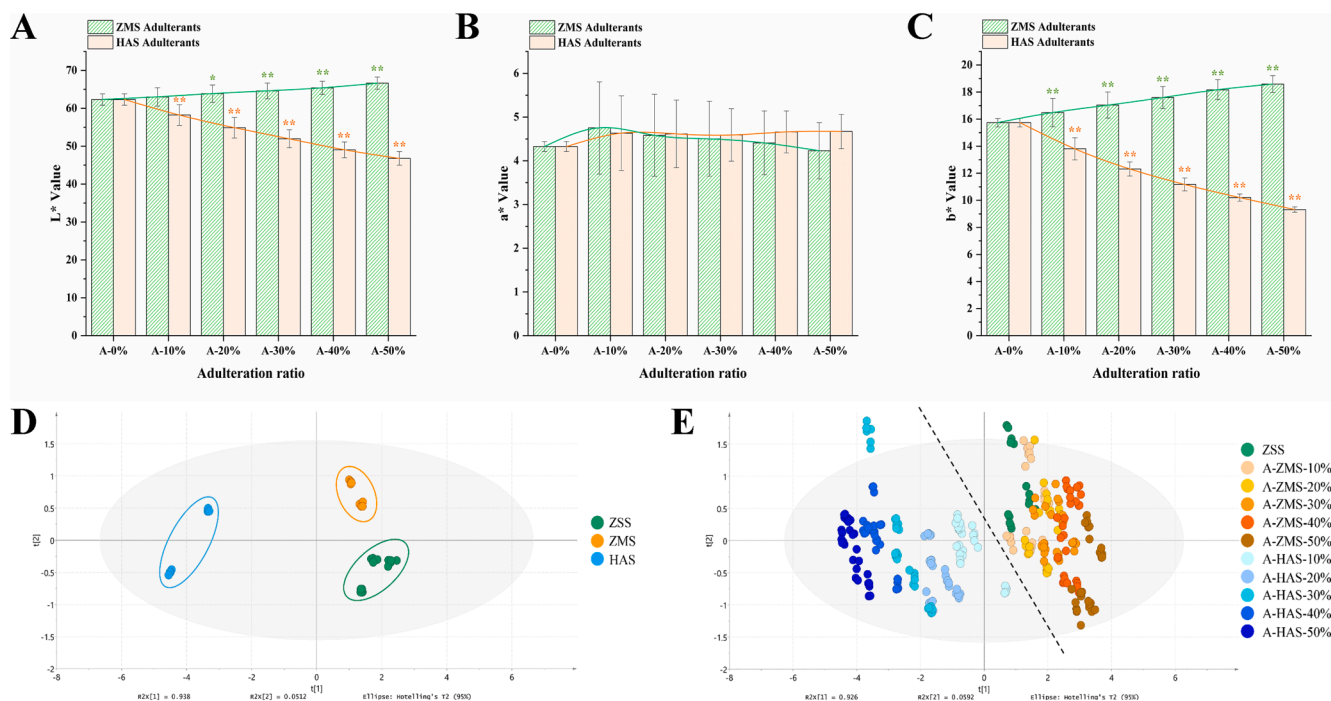 A
ZMS Adulterants
HAS Adulterants
70
60
50
40
30
20
10
0
L* Value
*
**
**
**
**
**
**
**
**
A-0%
A-10%
A-20%
A-30%
A-40%
A-50%
Adulteration ratio
B
ZMS Adulterants
HAS Adulterants
6
5
4
3
2
1
0
a* Value
A-0%
A-10%
A-20%
A-30%
A-40%
A-50%
Adulteration ratio
C
ZMS Adulterants
HAS Adulterants
20
18
16
14
12
10
8
6
4
2
0
b* Value
**
**
**
**
**
**
**
**
**
**
A-0%
A-10%
A-20%
A-30%
A-40%
A-50%
Adulteration ratio
D
1.5
1
0.5
0
-0.5
-1
-1.5
-2
t[2]
-8
-6
-4
-2
0
2
4
6
t[1]
R2X[1] = 0.938
R2X[2] = 0.0512
Ellipse: Hotelling's T2 (95%)
ZSS
ZMS
HAS
E
1.5
1
0.5
0
-0.5
-1
-1.5
-2
t[2]
-8
-6
-4
-2
0
2
4
6
t[1]
R2X[1] = 0.926
R2X[2] = 0.0592
Ellipse: Hotelling's T2 (95%)
ZSS
A-ZMS-10%
A-ZMS-20%
A-ZMS-30%
A-ZMS-40%
A-ZMS-50%
A-HAS-10%
A-HAS-20%
A-HAS-30%
A-HAS-40%
A-HAS-50%